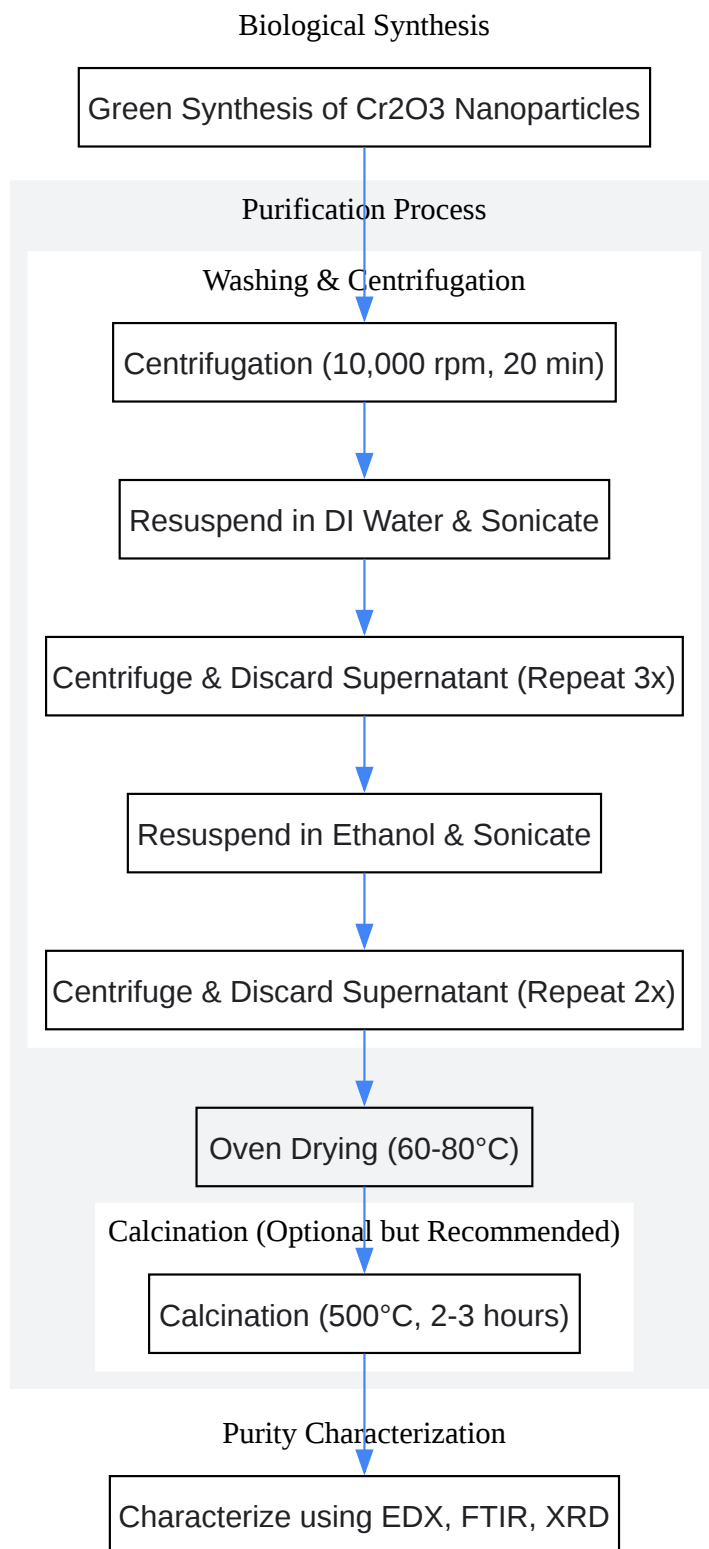 Biological Synthesis
Green Synthesis of Cr2O3 Nanoparticles
Purification Process
Washing & Centrifugation
Centrifugation (10,000 rpm, 20 min)
Resuspend in DI Water & Sonicate
Centrifuge & Discard Supernatant (Repeat 3x)
Resuspend in Ethanol & Sonicate
Centrifuge & Discard Supernatant (Repeat 2x)
Oven Drying (60-80°C)
Calcination (Optional but Recommended)
Calcination (500°C, 2-3 hours)
Purity Characterization
Characterize using EDX, FTIR, XRD